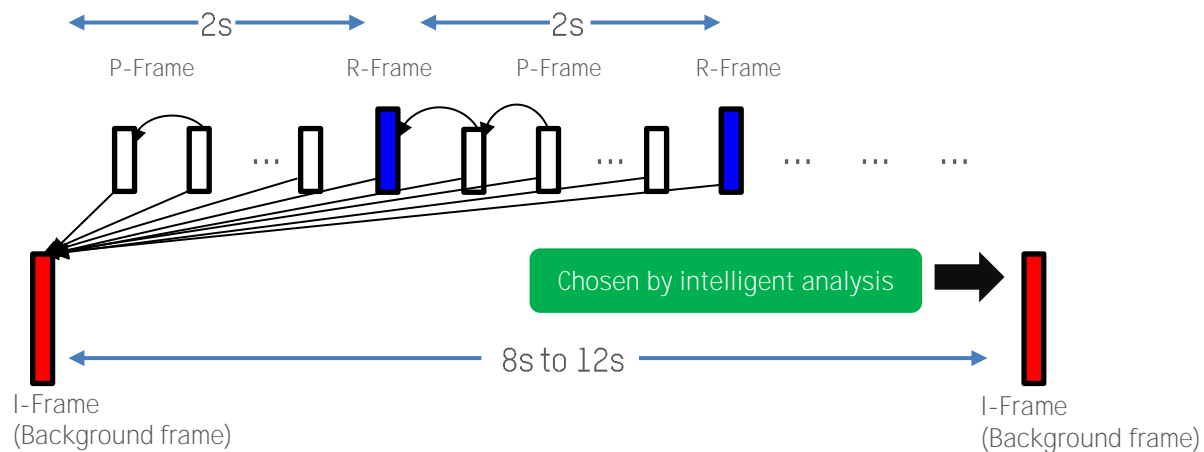 2s 2s
P-Frame R-Frame P-Frame R-Frame
... ... ... ... ...
Chosen by intelligent analysis
8s to 12s
I-Frame
(Background frame)
I-Frame
(Background frame)